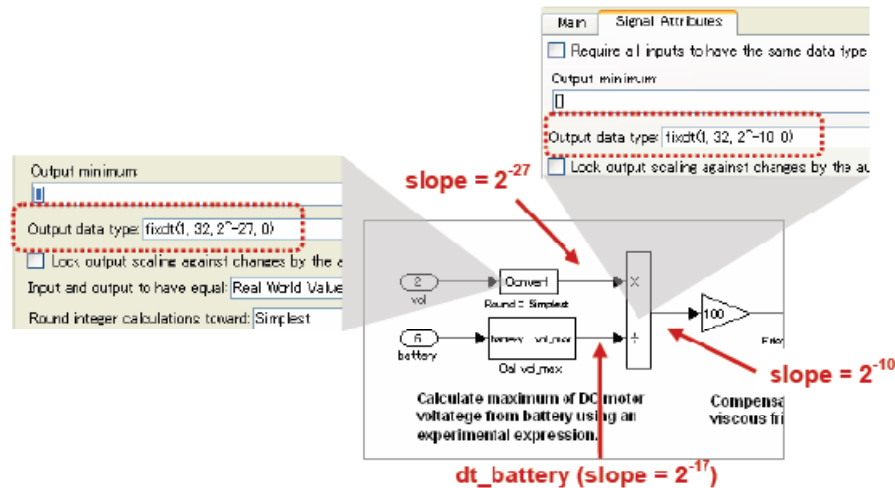 Main Signal Attributes
Require all inputs to have the same data type
Output minimum:
[]
Output data type: fixdt(1, 32, 2^-10, 0)
Lock output scaling against changes by the au
Output minimum:
[]
Output data type: fixdt(1, 32, 2^-27, 0)
Lock output scaling against changes by the a
Input and output to have equal: Real World Value
Round integer calculations toward: Simplest
slope = 2^-27
2
vol
Convert
Round : Simplest
×
÷
100
6
battery
battery vol_max
Cal vol_max
Fric
slope = 2^-10
Calculate maximum of DC motor
voltatege from battery using an
experimental expression.
Compensa
viscous fri
dt_battery (slope = 2^-17)